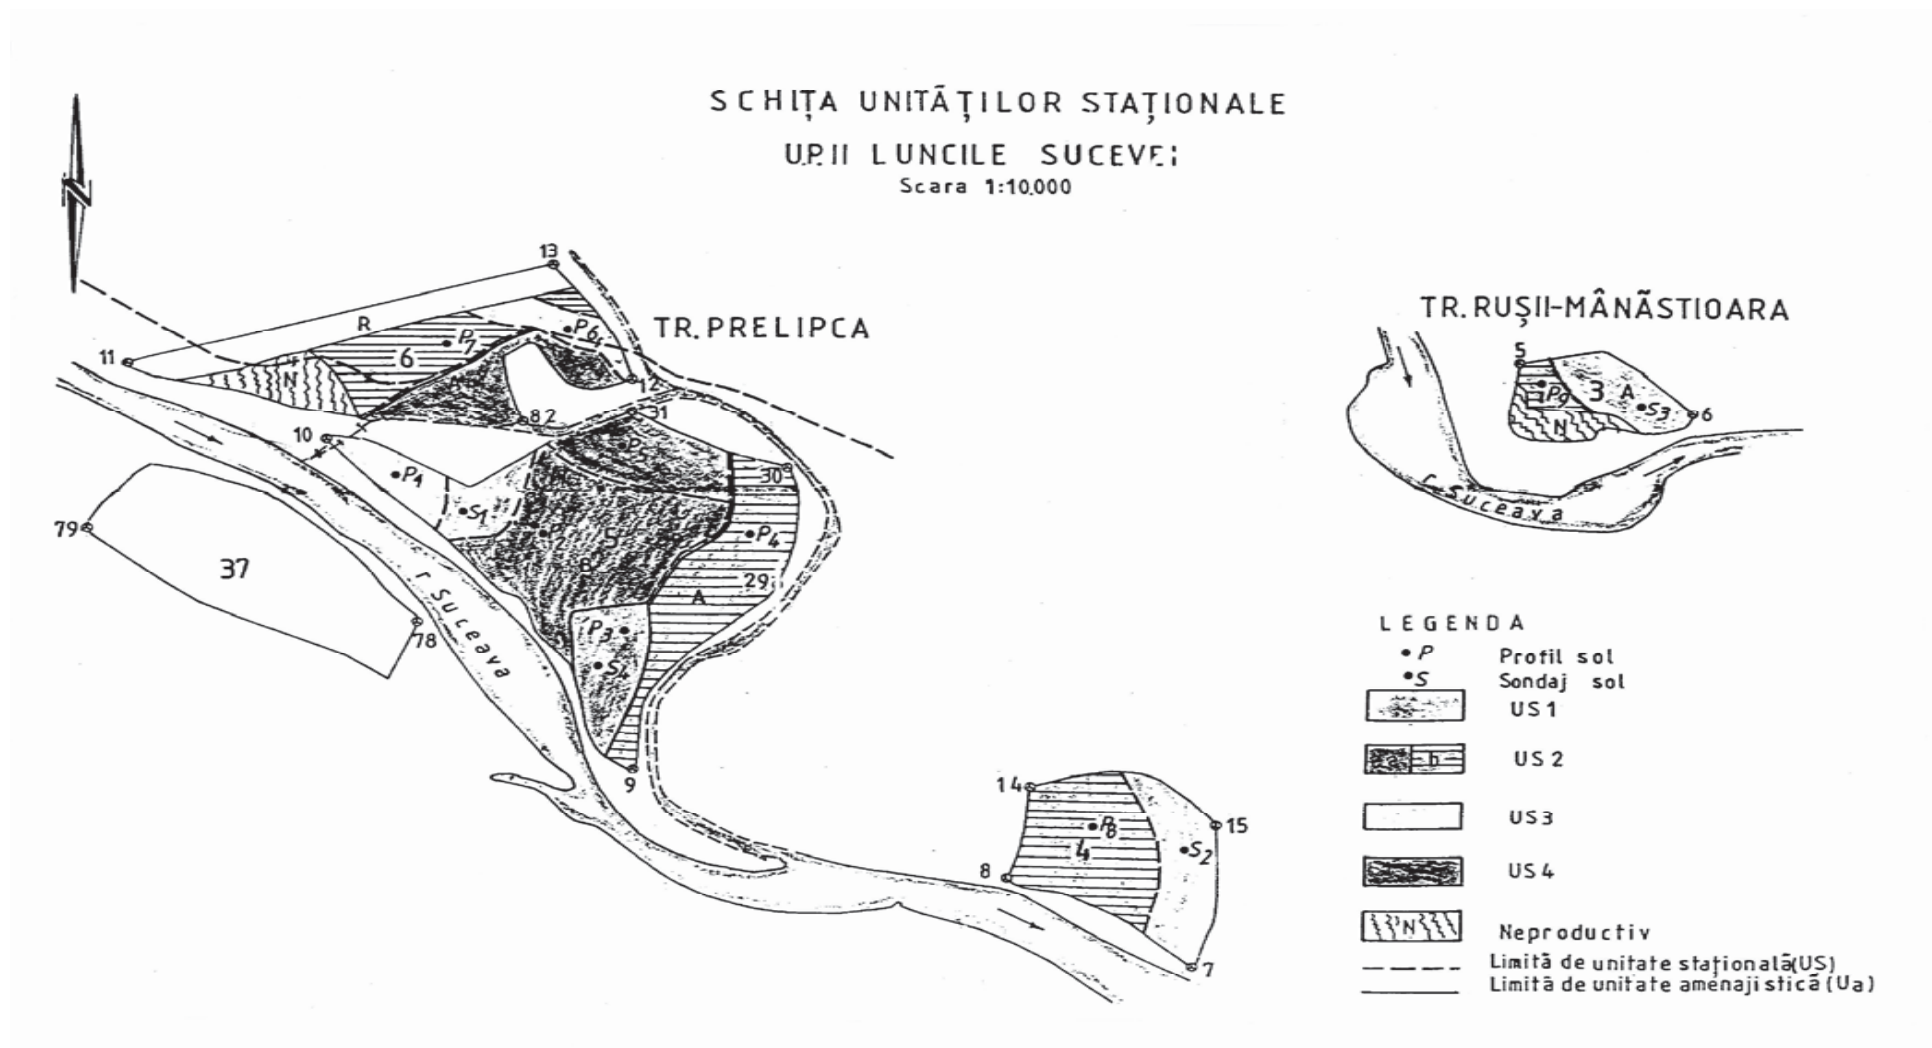 SCHIȚA UNITĂȚILOR STAȚIONALE
U.P.II LUNCILE SUCEVEI
Scara 1:10.000
N
13
TR. PRELIPCA
TR. RUȘII-MÂNĂSTIOARA
R
P6
11
P7
6
N
12
5
P9
3 A
S3
6
N
82
31
10
P5
30
P1
S1
P2
5
P4
r. Suceava
79
37
B
29
A
78
r Suceava
P3
S4
9
14
P8
4
15
S2
8
7
LEGENDA
P Profil sol
S Sondaj sol
US 1
a b US 2
US 3
US 4
N Neproductiv
Limită de unitate stațională(US)
Limită de unitate amenajistică (Ua)